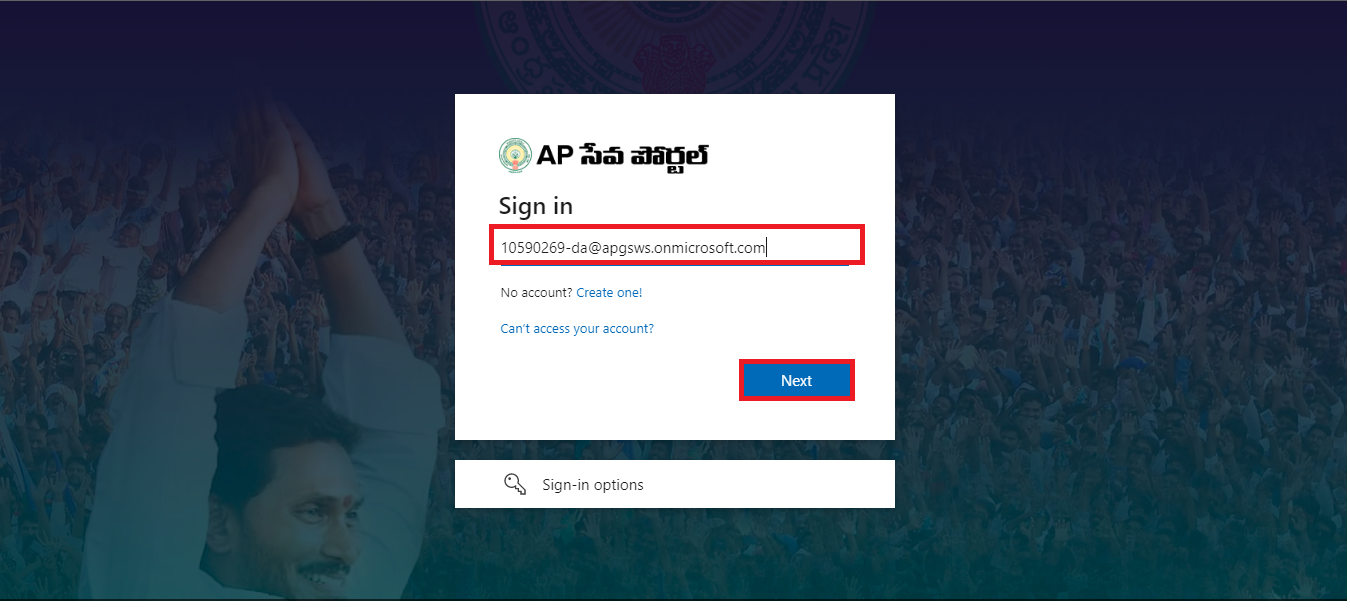 ప్రదేశ్
AP సేవ పోర్టల్
Sign in
10590269-da@apgsws.onmicrosoft.com
No account? Create one!
Can't access your account?
Next
Sign-in options